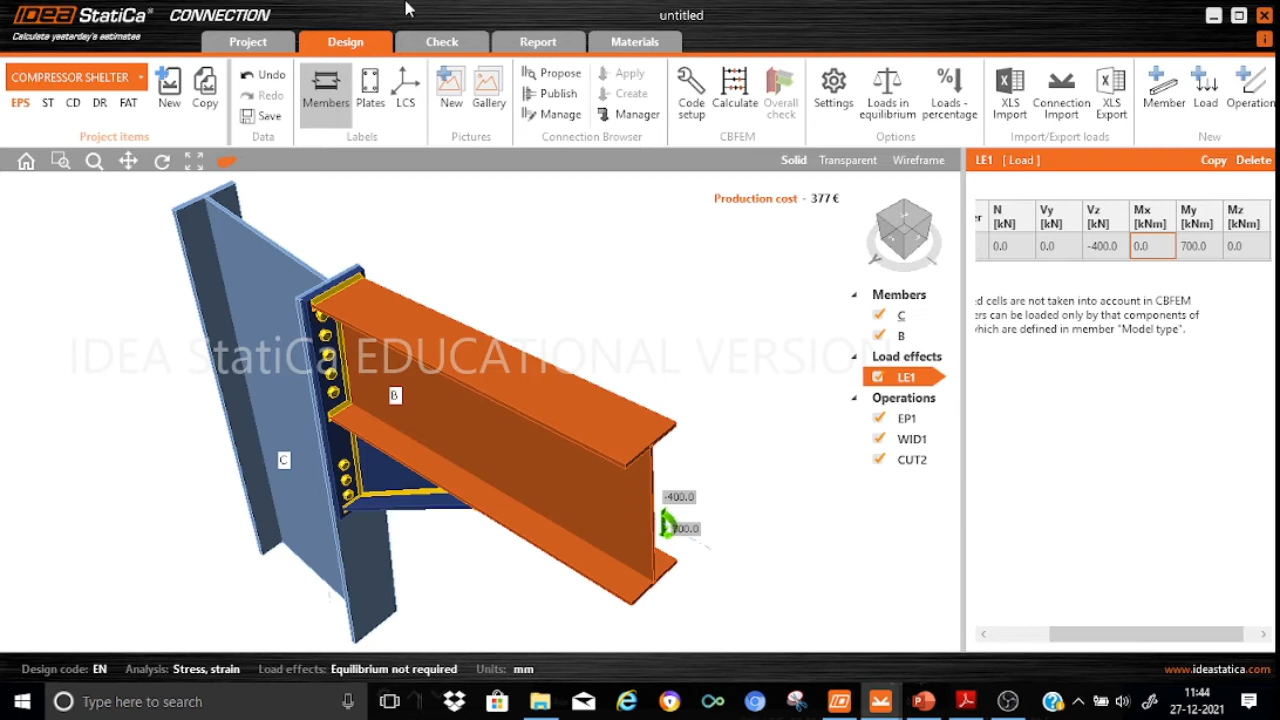 IDEA StatiCa® CONNECTION
Calculate yesterday's estimates
untitled
Project Design Check Report Materials
COMPRESSOR SHELTER
EPS ST CD DR FAT
New Copy
Project items
Undo
Redo
Save
Data
Members Plates LCS
Labels
New Gallery
Pictures
Propose
Publish
Manage
Apply
Create
Manager
Connection Browser
Code setup
Calculate
Overall check
CBFEM
Settings
Loads in equilibrium
Loads - percentage
Options
XLS Import
Connection Import
XLS Export
Import/Export loads
Member Load Operation
New
Solid Transparent Wireframe
LE1 [ Load ] Copy Delete
Production cost - 377 €
N Vy Vz Mx My Mz
[kN] [kN] [kN] [kNm] [kNm] [kNm]
0.0 0.0 -400.0 0.0 700.0 0.0
d cells are not taken into account in CBFEM
rs can be loaded only by that components of
which are defined in member "Model type".
Members
C
B
Load effects
LE1
Operations
EP1
WID1
CUT2
IDEA StatiCa EDUCATIONAL VERSION
B
C
-400.0
700.0
Design code: EN Analysis: Stress, strain Load effects: Equilibrium not required Units: mm
www.ideastatica.com
Type here to search
11:44
27-12-2021